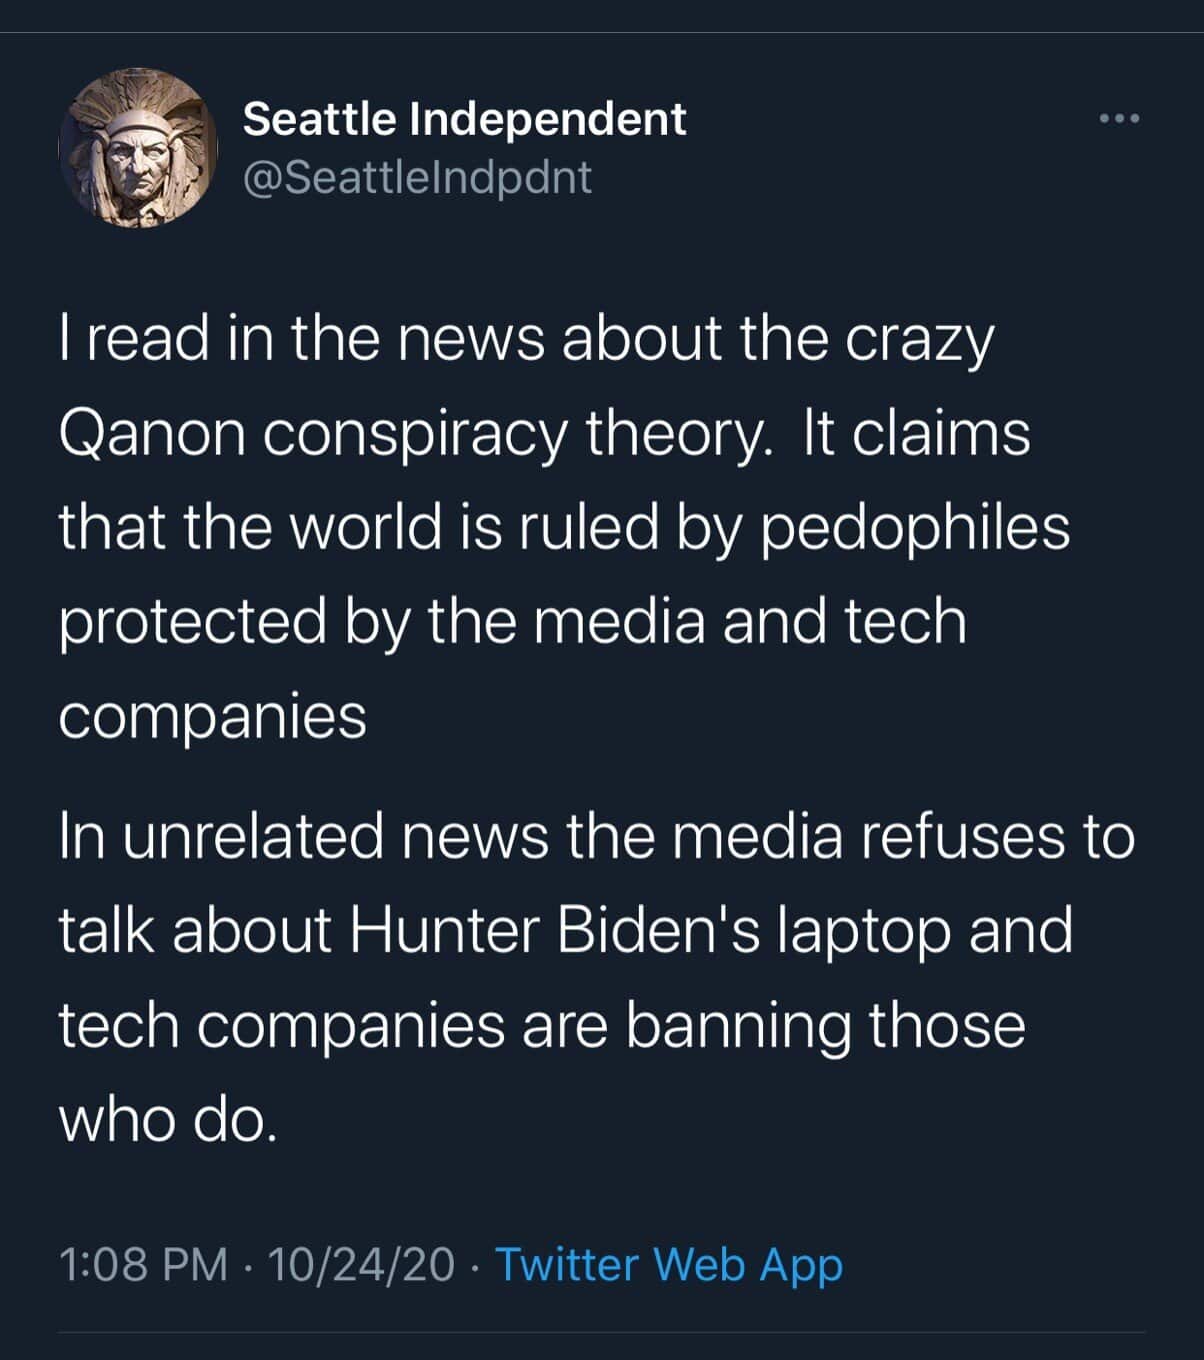 Seattle Independent
@SeattleIndpdnt
I read in the news about the crazy
Qanon conspiracy theory.  It claims
that the world is ruled by pedophiles
protected by the media and tech
companies
In unrelated news the media refuses to
talk about Hunter Biden's laptop and
tech companies are banning those
who do.
1:08 PM · 10/24/20 · Twitter Web App